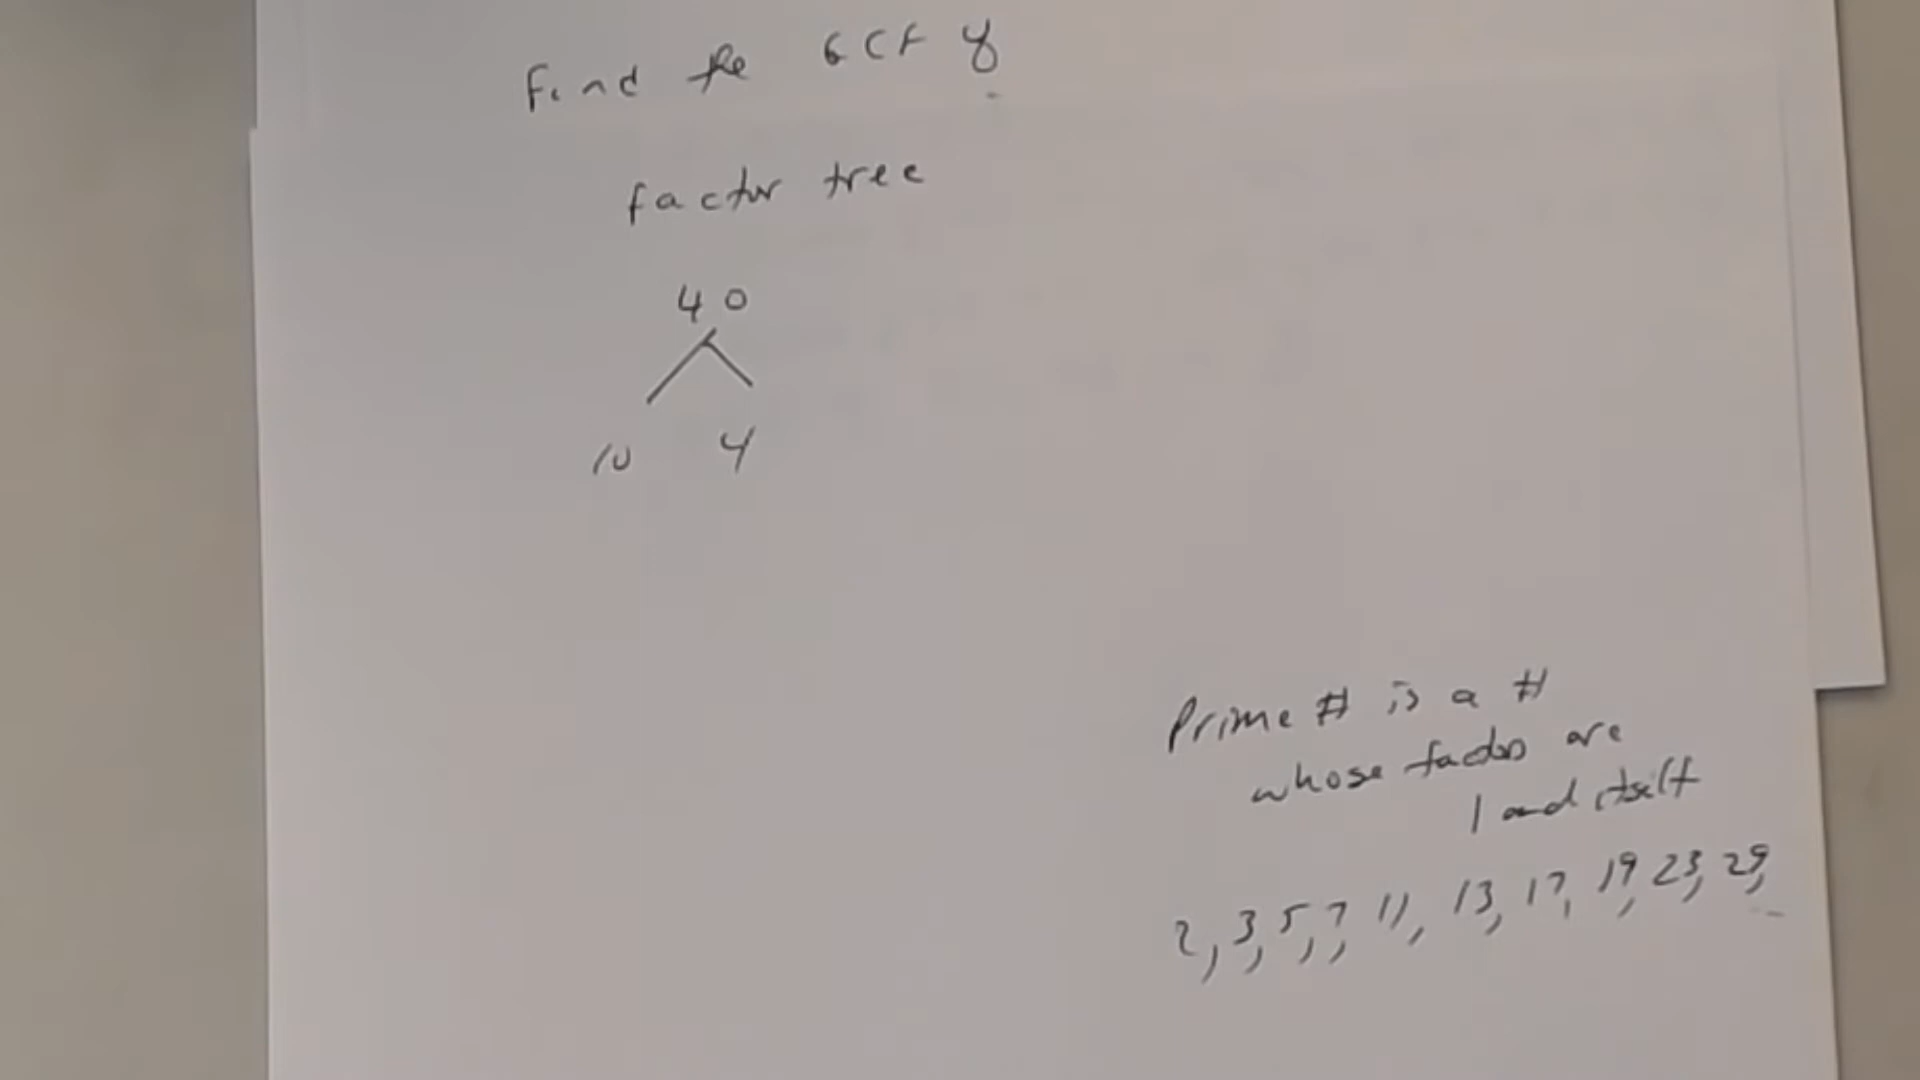 Find the GCF of
factor tree
40
10 4
Prime # is a #
whose factors are
1 and itself
2, 3, 5, 7, 11, 13, 17, 19, 23, 29,